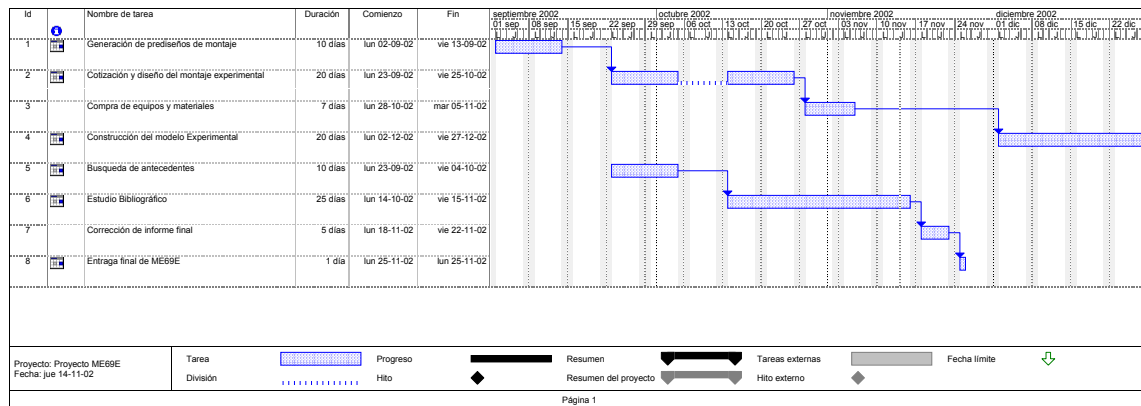 Id Nombre de tarea Duración Comienzo Fin septiembre 2002 octubre 2002 noviembre 2002 diciembre 2002
01 sep 08 sep 15 sep 22 sep 29 sep 06 oct 13 oct 20 oct 27 oct 03 nov 10 nov 17 nov 24 nov 01 dic 08 dic 15 dic 22 dic
L J L J L J L J L J L J L J L J L J L J L J L J L J L J L J L J L J
1 Generación de prediseños de montaje 10 días lun 02-09-02 vie 13-09-02
2 Cotización y diseño del montaje experimental 20 días lun 23-09-02 vie 25-10-02
3 Compra de equipos y materiales 7 días lun 28-10-02 mar 05-11-02
4 Construcción del modelo Experimental 20 días lun 02-12-02 vie 27-12-02
5 Busqueda de antecedentes 10 días lun 23-09-02 vie 04-10-02
6 Estudio Bibliográfico 25 días lun 14-10-02 vie 15-11-02
7 Corrección de informe final 5 días lun 18-11-02 vie 22-11-02
8 Entraga final de ME69E 1 día lun 25-11-02 lun 25-11-02
Proyecto: Proyecto ME69E
Fecha: jue 14-11-02
Tarea Progreso Resumen Tareas externas Fecha límite
División Hito Resumen del proyecto Hito externo
Página 1